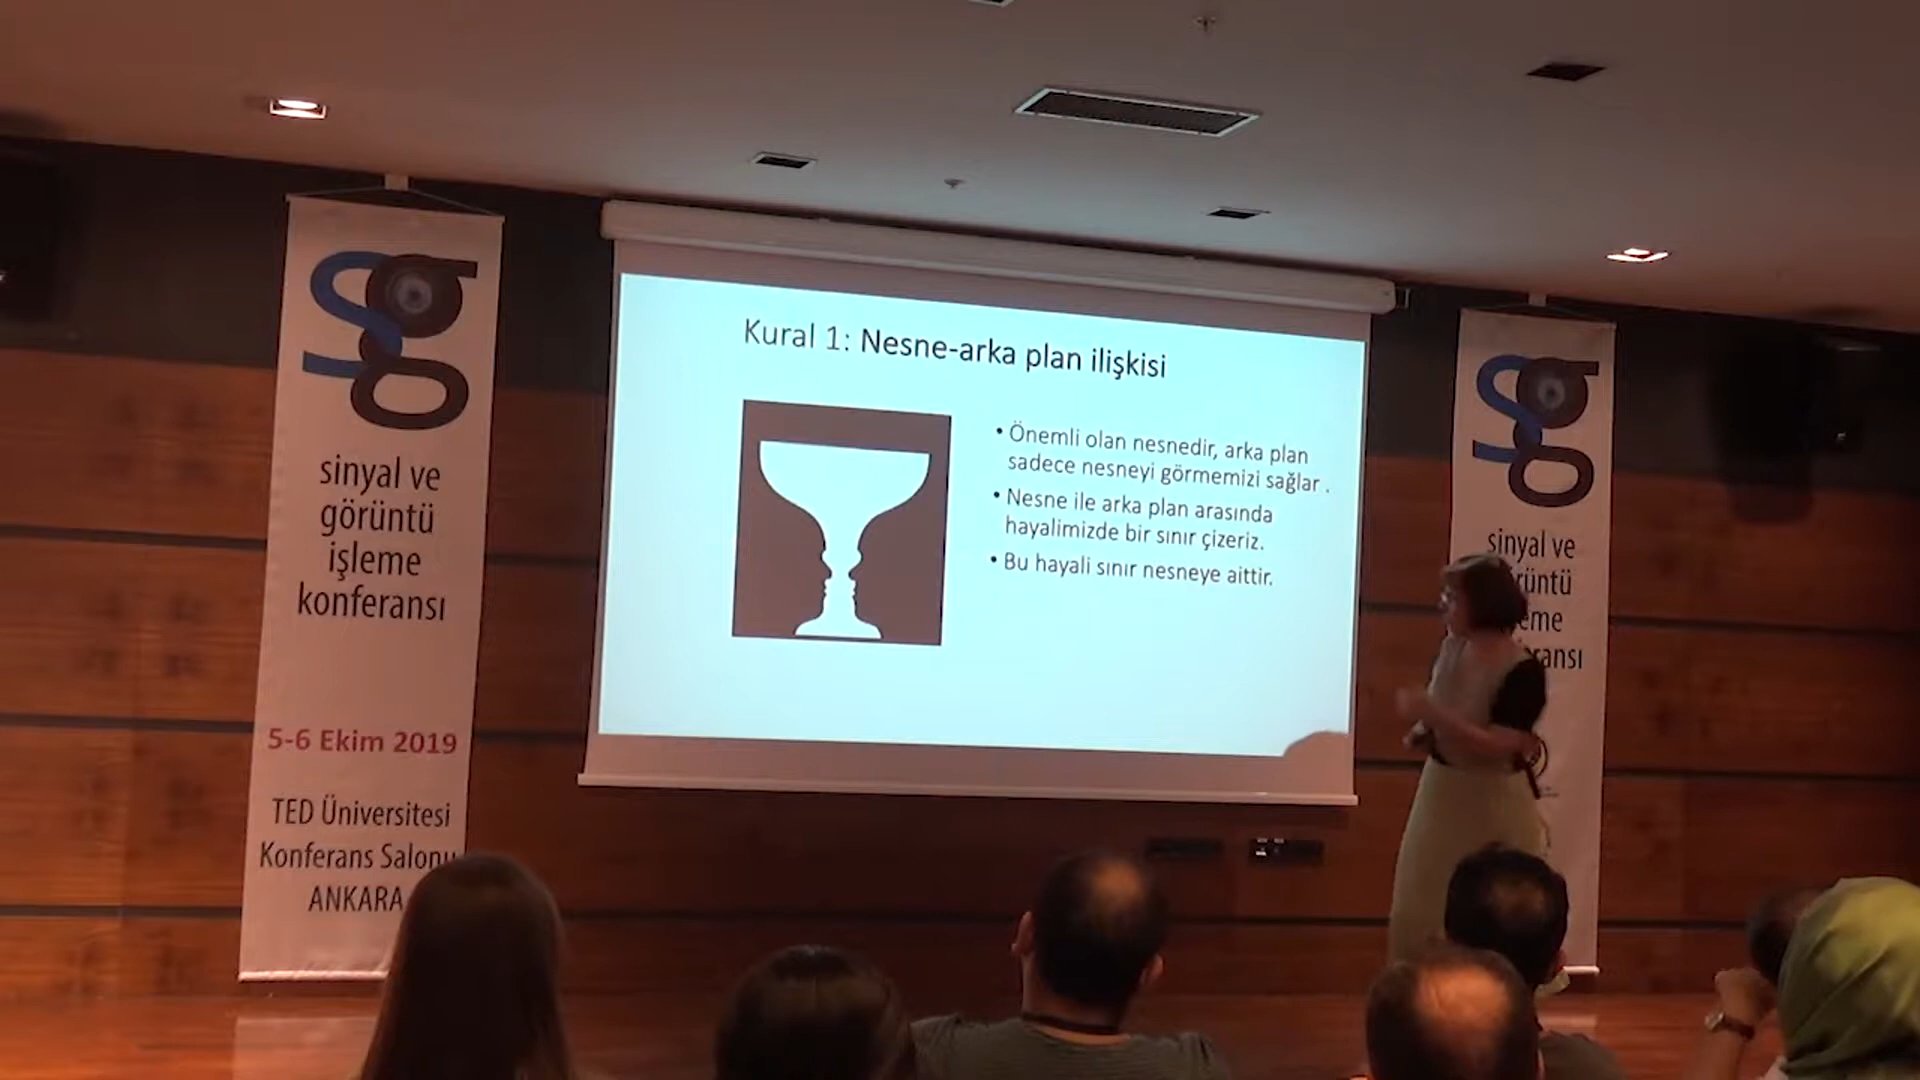 sg
sinyal ve
görüntü
işleme
konferansı
5-6 Ekim 2019
TED Üniversitesi
Konferans Salonu
ANKARA
Kural 1: Nesne-arka plan ilişkisi
• Önemli olan nesnedir, arka plan
sadece nesneyi görmemizi sağlar .
• Nesne ile arka plan arasında
hayalimizde bir sınır çizeriz.
• Bu hayali sınır nesneye aittir.
sg
sinyal ve